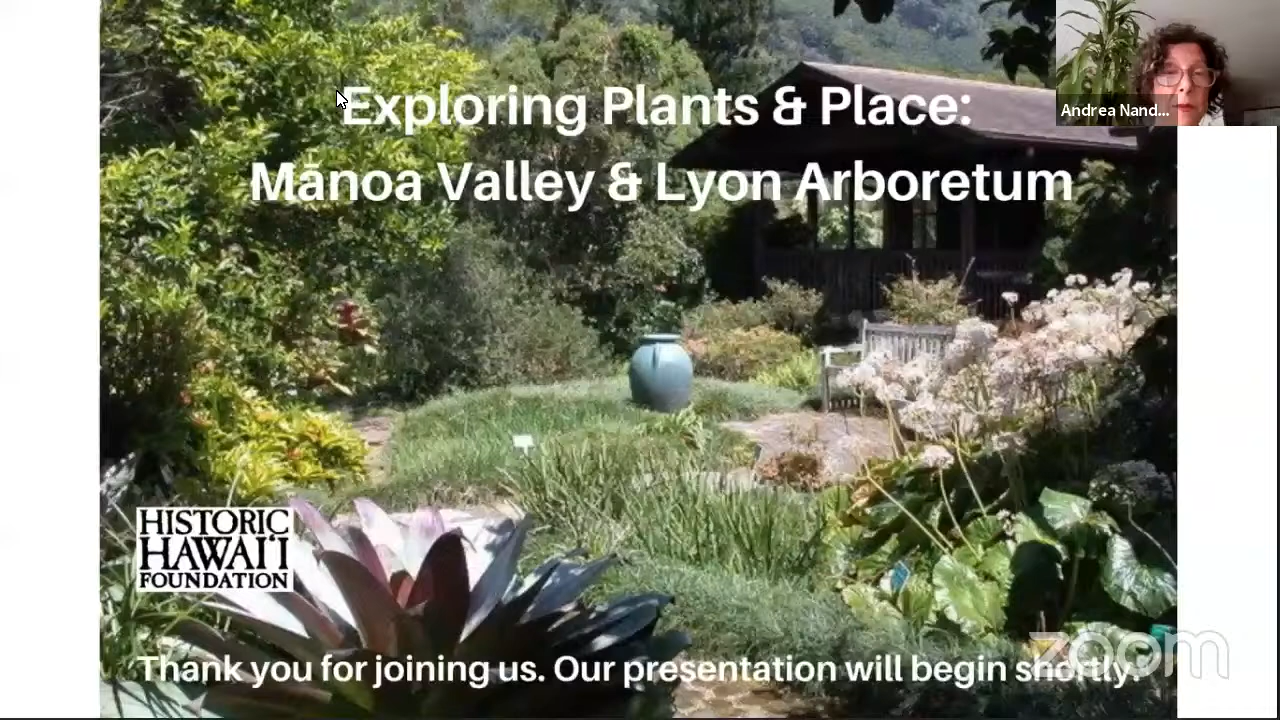 Exploring Plants & Place:
Mānoa Valley & Lyon Arboretum
Andrea Nand...
HISTORIC
HAWAI'I
FOUNDATION
Thank you for joining us. Our presentation will begin shortly.
zoom